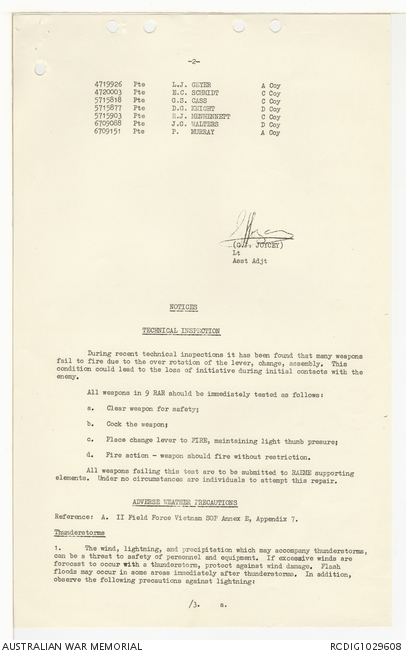 -2-
4719926 Pte L.J. GEYER A Coy
4720003 Pte E.C. SCHMIDT C Coy
5715818 Pte G.S. CASS C Coy
5715877 Pte D.G. KNIGHT D Coy
5715903 Pte R.J. MENHENNETT C Coy
6709088 Pte J.G. WALTERS D Coy
6709151 Pte P. MURRAY A Coy
JOYCEY)
Lt
Asst Adjt
NOTICES
TECHNICAL INSPECTION
During recent technical inspections it has been found that many weapons
fail to fire due to the over rotation of the lever, change, assembly. This
condition could lead to the loss of initiative during initial contacts with the
enemy.
All weapons in 9 RAR should be immediately tested as follows:
a. Clear weapon for safety;
b. Cock the weapon;
c. Place change lever to FIRE, maintaining light thumb presure;
d. Fire action - weapon should fire without restriction.
All weapons failing this test are to be submitted to RAEME supporting
elements. Under no circumstances are individuals to attempt this repair.
ADVERSE WEATHER PRECAUTIONS
Reference: A. II Field Force Vietnam SOP Annex E, Appendix 7.
Thunderstorms
1. The wind, lightning, and precipitation which may accompany thunderstorms,
can be a threat to safety of personnel and equipment. If excessive winds are
forecast to occur with a thunderstorm, protect against wind damage. Flash
floods may occur in some areas immediately after thunderstorms. In addition,
observe the following precautions against lightning:
/3. a.
AUSTRALIAN WAR MEMORIAL RCDIG1029608